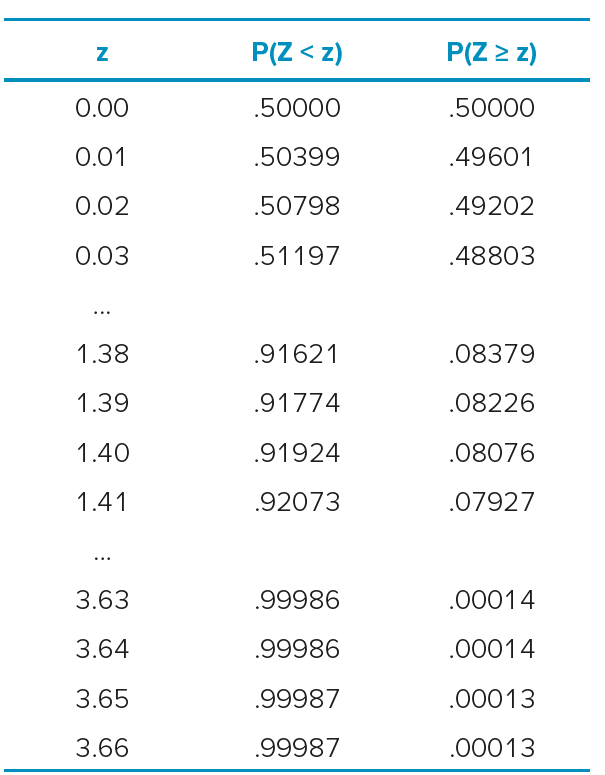 z P(Z < z) P(Z ≥ z)
0.00 .50000 .50000
0.01 .50399 .49601
0.02 .50798 .49202
0.03 .51197 .48803
...
1.38 .91621 .08379
1.39 .91774 .08226
1.40 .91924 .08076
1.41 .92073 .07927
...
3.63 .99986 .00014
3.64 .99986 .00014
3.65 .99987 .00013
3.66 .99987 .00013